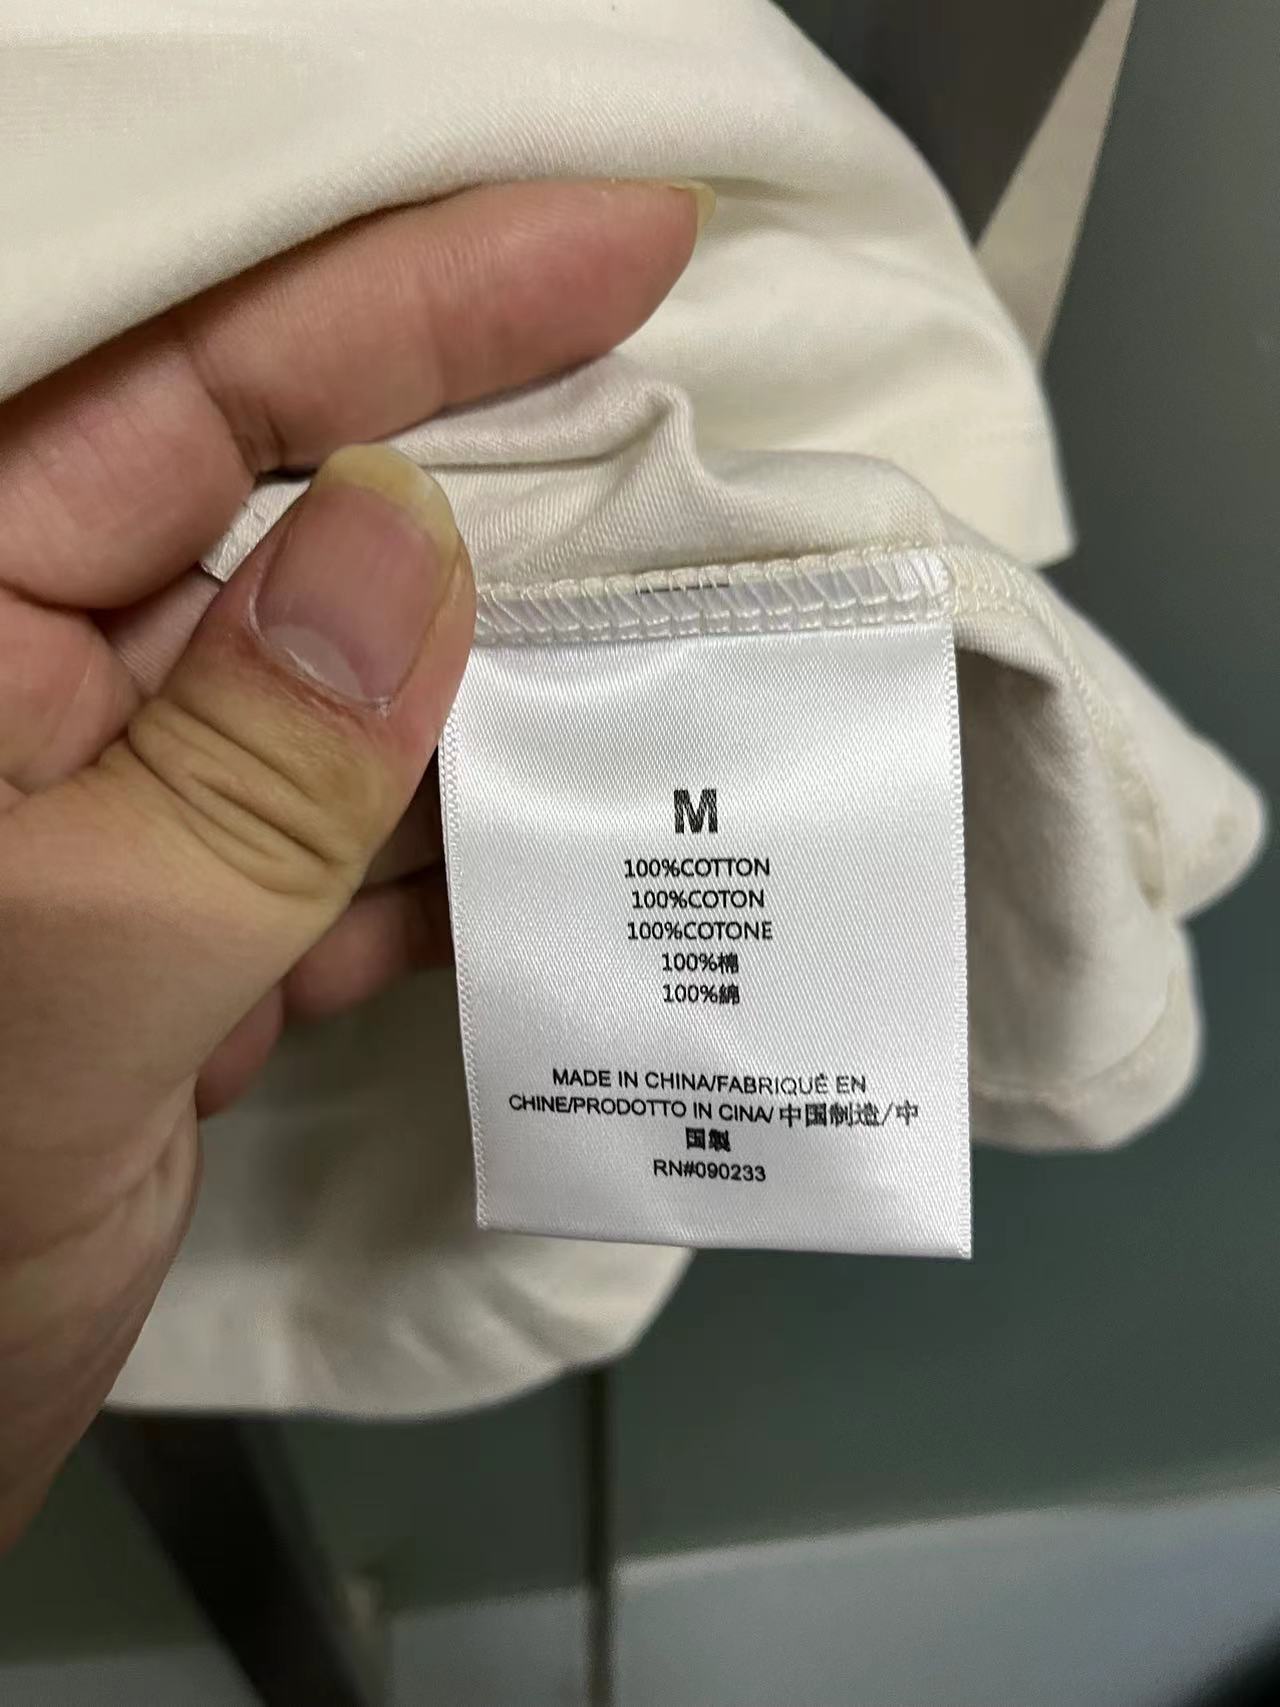 M
100%COTTON
100%COTON
100%COTONE
100%棉
100%綿
MADE IN CHINA/FABRIQUÉ EN
CHINE/PRODOTTO IN CINA/ 中国制造/中
国製
RN#090233